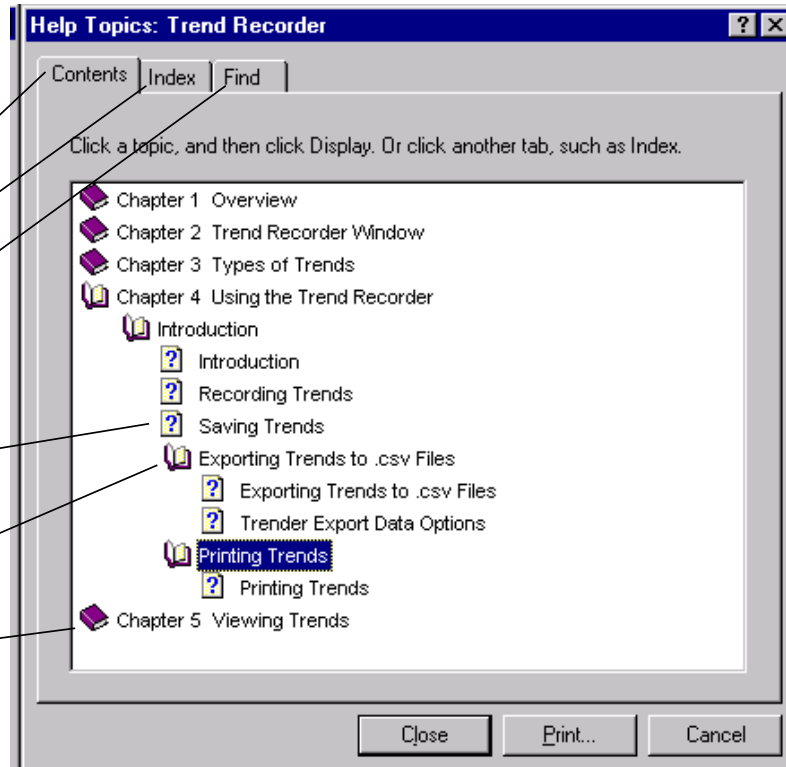 Help Topics: Trend Recorder
Contents Index Find
Click a topic, and then click Display. Or click another tab, such as Index.
Chapter 1 Overview
Chapter 2 Trend Recorder Window
Chapter 3 Types of Trends
Chapter 4 Using the Trend Recorder
Introduction
? Introduction
? Recording Trends
? Saving Trends
Exporting Trends to .csv Files
? Exporting Trends to .csv Files
? Trender Export Data Options
Printing Trends
? Printing Trends
Chapter 5 Viewing Trends
Close Print... Cancel